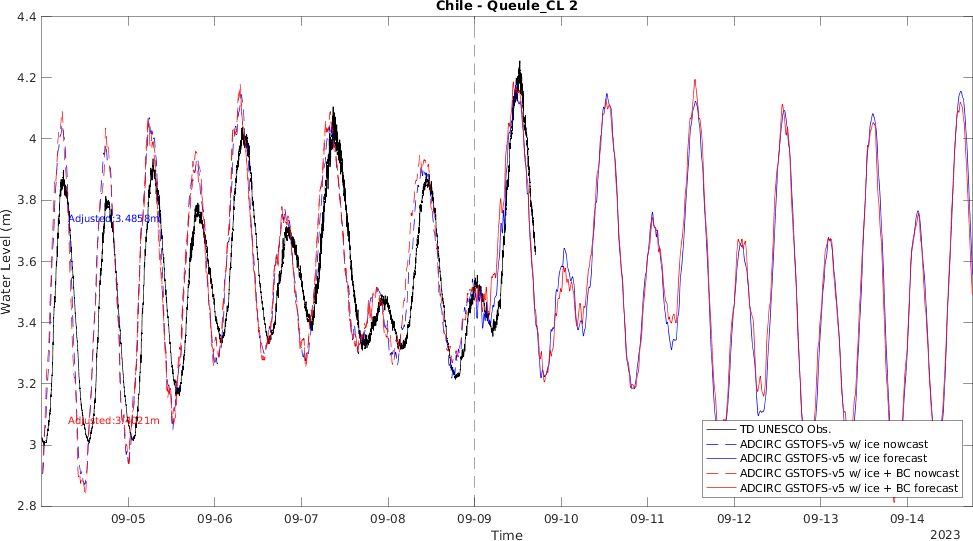 Chile - Queule_CL 2
4.4
4.2
4
3.8
3.6
3.4
3.2
3
2.8
Water Level (m)
Adjusted:3.4858m
Adjusted:3.4021m
TD UNESCO Obs.
ADCIRC GSTOFS-v5 w/ ice nowcast
ADCIRC GSTOFS-v5 w/ ice forecast
ADCIRC GSTOFS-v5 w/ ice + BC nowcast
ADCIRC GSTOFS-v5 w/ ice + BC forecast
09-05 09-06 09-07 09-08 09-09 09-10 09-11 09-12 09-13 09-14
Time
2023